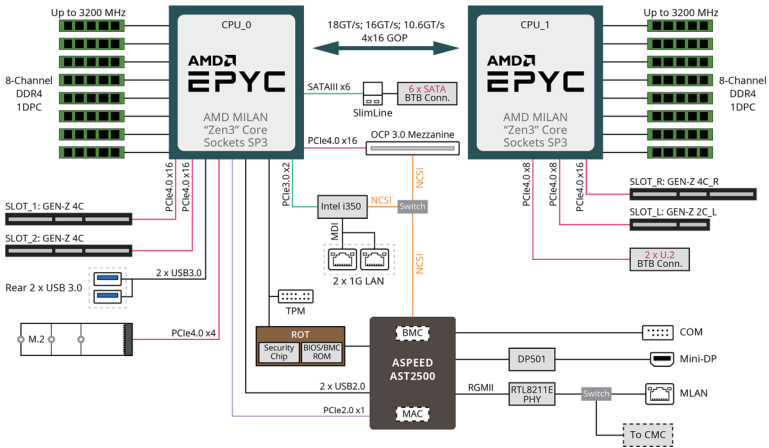 Up to 3200 MHz
8-Channel
DDR4
1DPC
CPU_0
AMD
EPYC
AMD MILAN
“Zen3” Core
Sockets SP3
18GT/s; 16GT/s; 10.6GT/s
4x16 GOP
CPU_1
AMD
EPYC
AMD MILAN
“Zen3” Core
Sockets SP3
Up to 3200 MHz
8-Channel
DDR4
1DPC
SATAIII x6
SlimLine
6 x SATA
BTB Conn.
PCIe4.0 x16
OCP 3.0 Mezzanine
PCIe4.0 x16
PCIe4.0 x16
PCIe3.0 x2
NCSI
PCIe4.0 x8
PCIe4.0 x8
PCIe4.0 x16
SLOT_1: GEN-Z 4C
SLOT_2: GEN-Z 4C
SLOT_R: GEN-Z 4C_R
SLOT_L: GEN-Z 2C_L
2 x U.2
BTB Conn.
Intel i350
NCSI
Switch
MDI
2 x 1G LAN
NCSI
2 x USB3.0
Rear 2 x USB 3.0
TPM
M.2
PCIe4.0 x4
ROT
Security
Chip
BIOS/BMC
ROM
BMC
ASPEED
AST2500
MAC
2 x USB2.0
PCIe2.0 x1
COM
DP501
Mini-DP
RGMII
RTL8211E
PHY
Switch
MLAN
To CMC